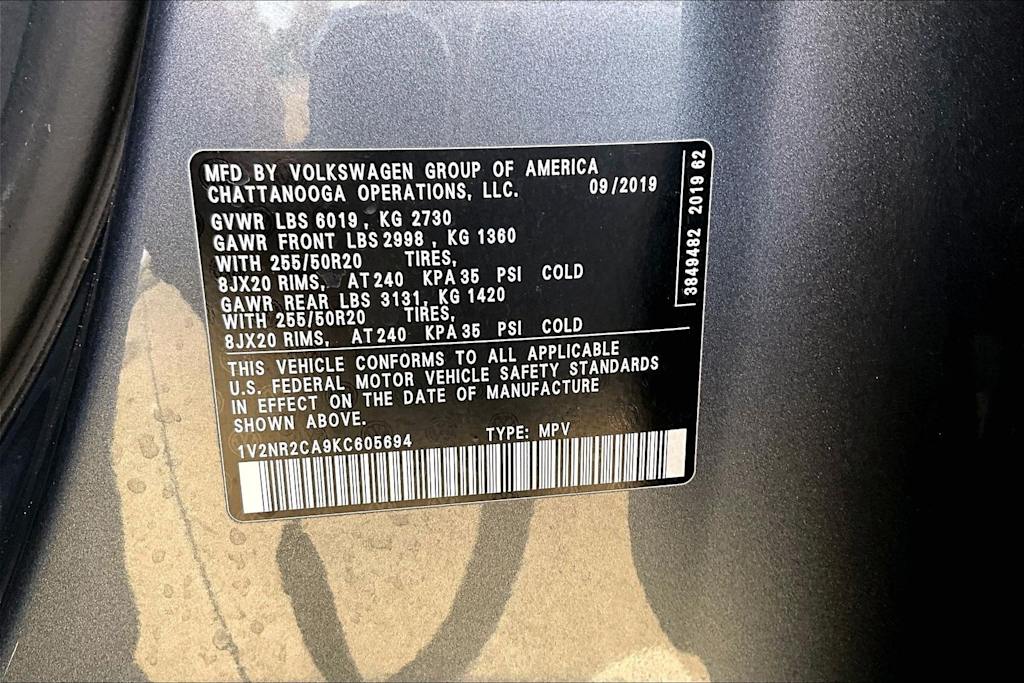 MFD BY VOLKSWAGEN GROUP OF AMERICA
CHATTANOOGA OPERATIONS, LLC. 09/2019
GVWR LBS 6019, KG 2730
GAWR FRONT LBS 2998, KG 1360
WITH 255/50R20 TIRES,
8JX20 RIMS, AT 240 KPA 35 PSI COLD
GAWR REAR LBS 3131, KG 1420
WITH 255/50R20 TIRES,
8JX20 RIMS, AT 240 KPA 35 PSI COLD
THIS VEHICLE CONFORMS TO ALL APPLICABLE
U.S. FEDERAL MOTOR VEHICLE SAFETY STANDARDS
IN EFFECT ON THE DATE OF MANUFACTURE
SHOWN ABOVE.
1V2NR2CA9KC605694 TYPE: MPV
3849482 2019 62